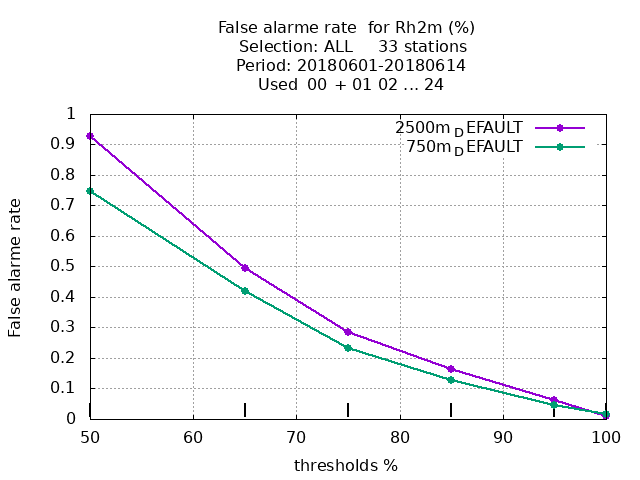 False alarme rate  for Rh2m (%)
Selection: ALL     33 stations
Period: 20180601-20180614
Used  00  + 01 02 ... 24
2500m_DEFAULT
750m_DEFAULT
1
0.9
0.8
0.7
0.6
0.5
0.4
0.3
0.2
0.1
0
False alarme rate
50 60 70 80 90 100
thresholds %